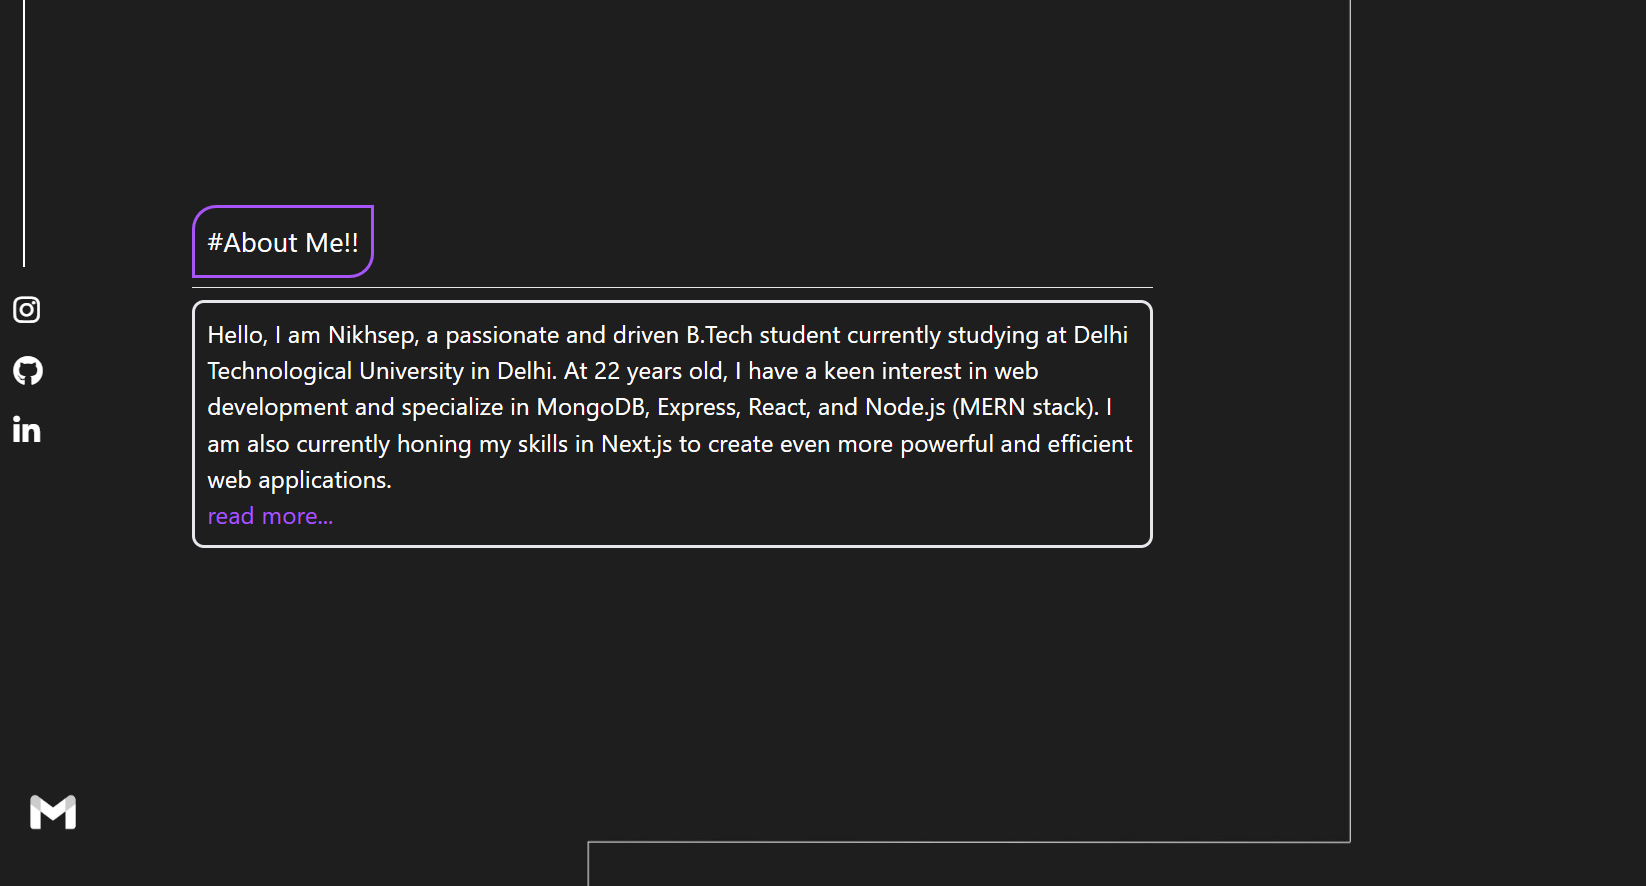 #About Me!!
Hello, I am Nikhsep, a passionate and driven B.Tech student currently studying at Delhi
Technological University in Delhi. At 22 years old, I have a keen interest in web
development and specialize in MongoDB, Express, React, and Node.js (MERN stack). I
am also currently honing my skills in Next.js to create even more powerful and efficient
web applications.
read more...